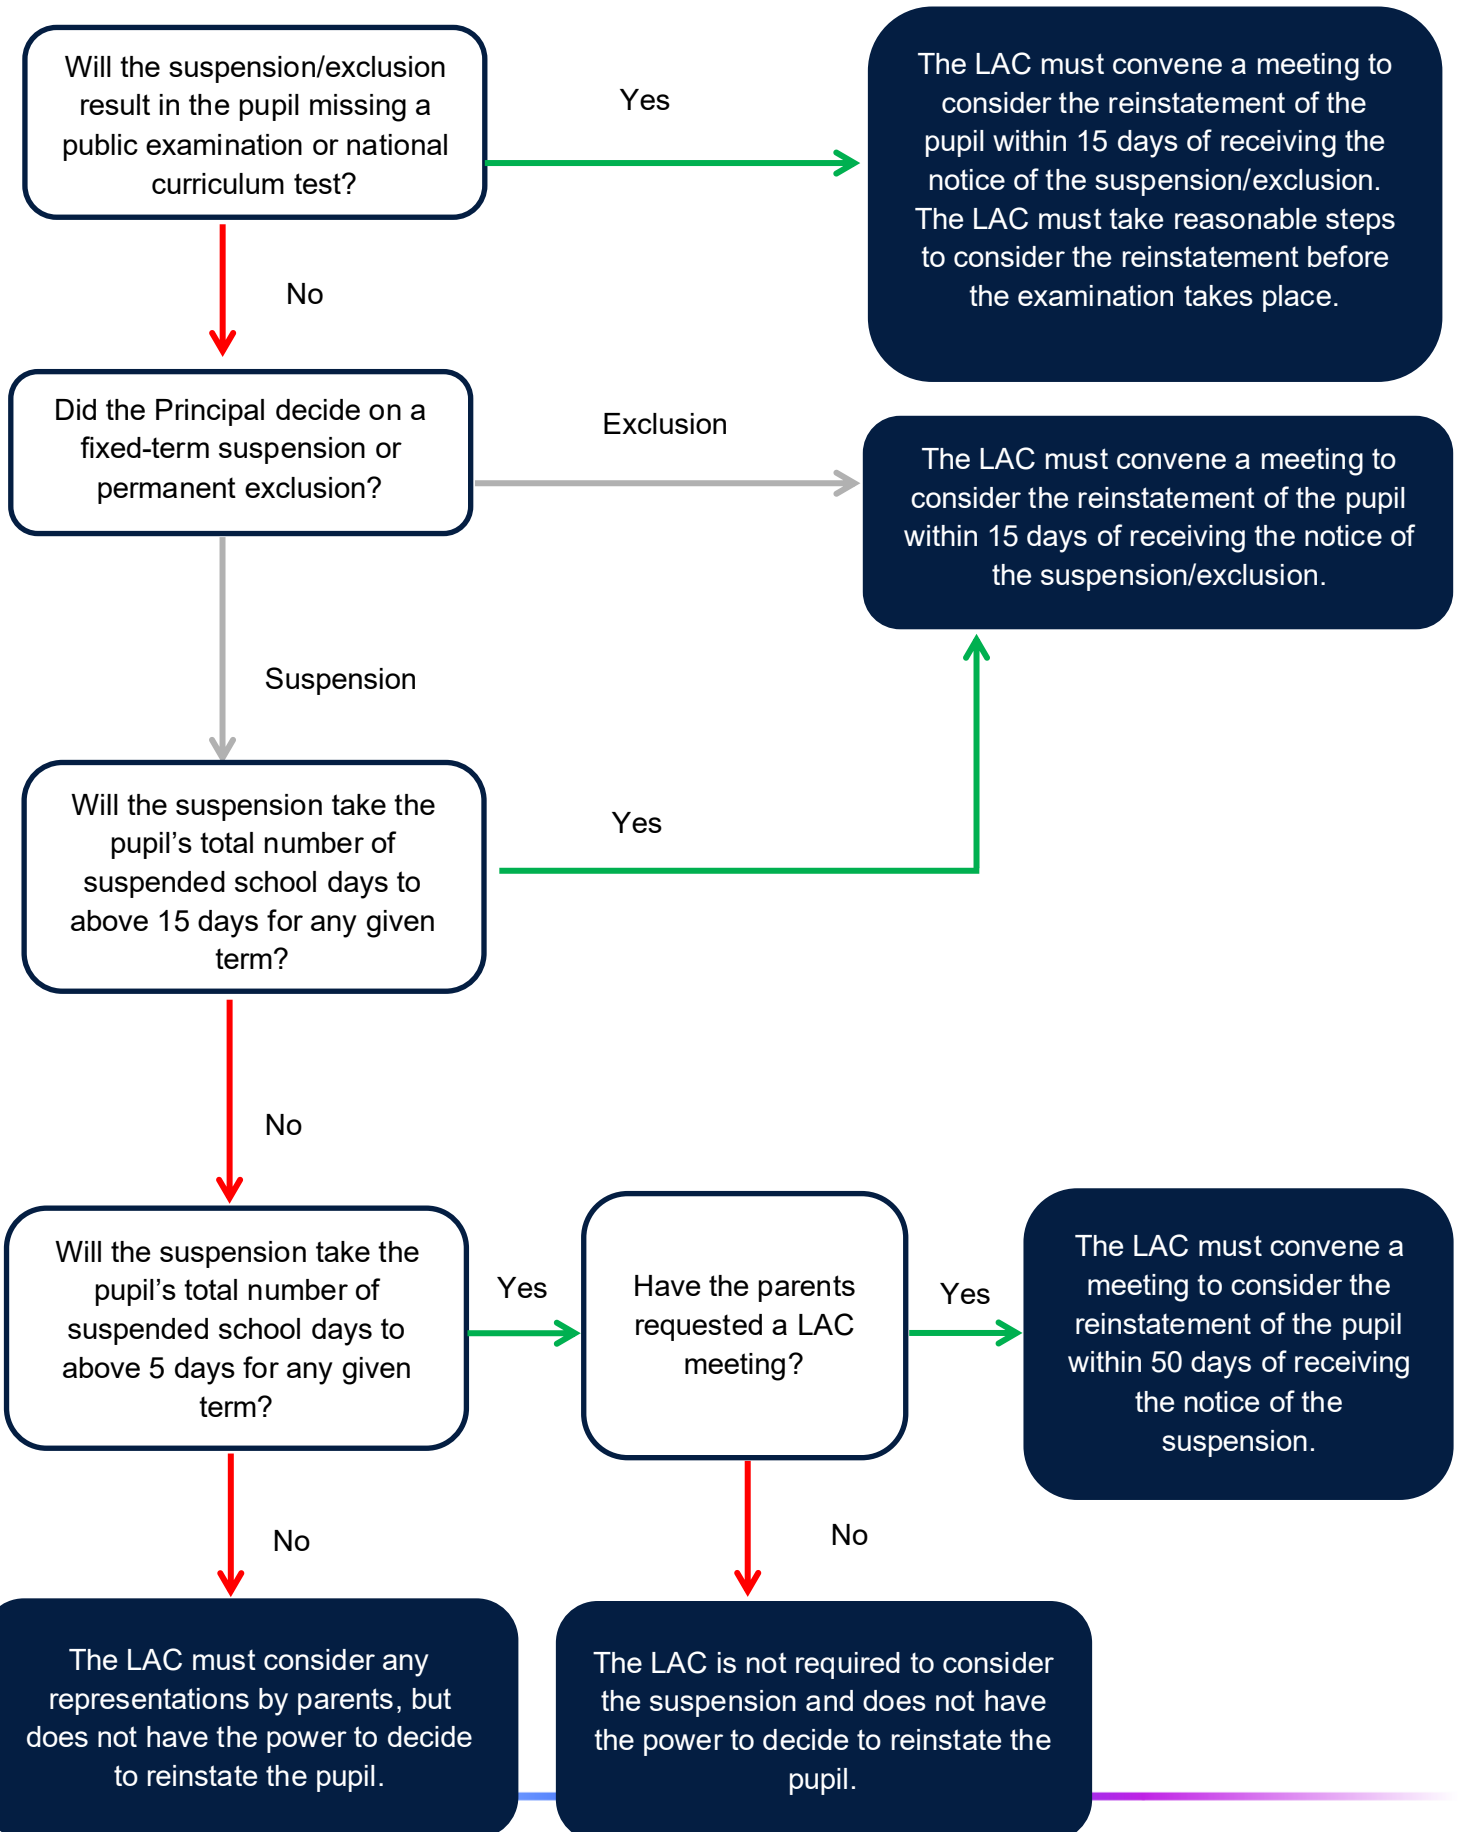 Will the suspension/exclusion
result in the pupil missing a
public examination or national
curriculum test?
Yes
The LAC must convene a meeting to
consider the reinstatement of the
pupil within 15 days of receiving the
notice of the suspension/exclusion.
The LAC must take reasonable steps
to consider the reinstatement before
the examination takes place.
No
Did the Principal decide on a
fixed-term suspension or
permanent exclusion?
Exclusion
The LAC must convene a meeting to
consider the reinstatement of the pupil
within 15 days of receiving the notice of
the suspension/exclusion.
Suspension
Will the suspension take the
pupil’s total number of
suspended school days to
above 15 days for any given
term?
Yes
No
Will the suspension take the
pupil’s total number of
suspended school days to
above 5 days for any given
term?
Yes
Have the parents
requested a LAC
meeting?
Yes
The LAC must convene a
meeting to consider the
reinstatement of the pupil
within 50 days of receiving
the notice of the
suspension.
No
No
The LAC must consider any
representations by parents, but
does not have the power to decide
to reinstate the pupil.
The LAC is not required to consider
the suspension and does not have
the power to decide to reinstate the
pupil.